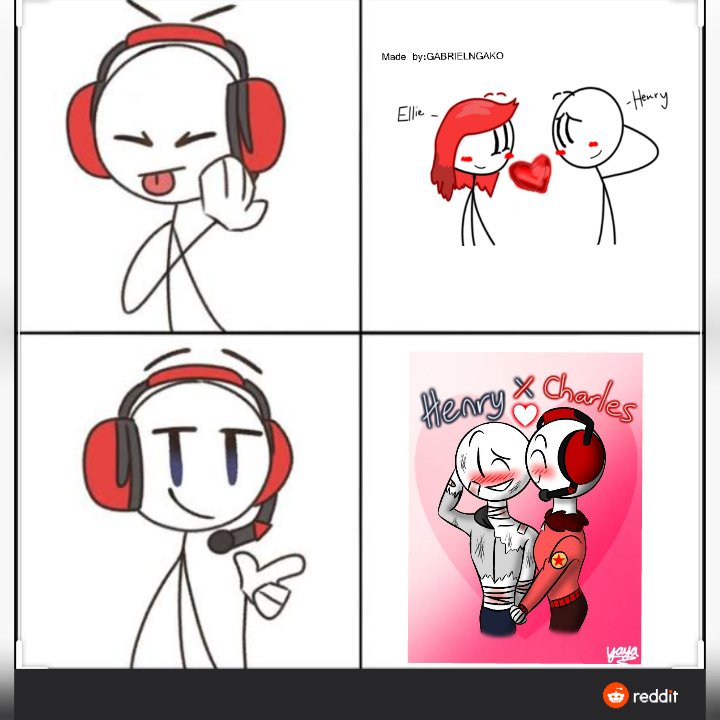 Made by:GABRIELNGAKO
Ellie -
-Henry
Henry X Charles
yaya
reddit